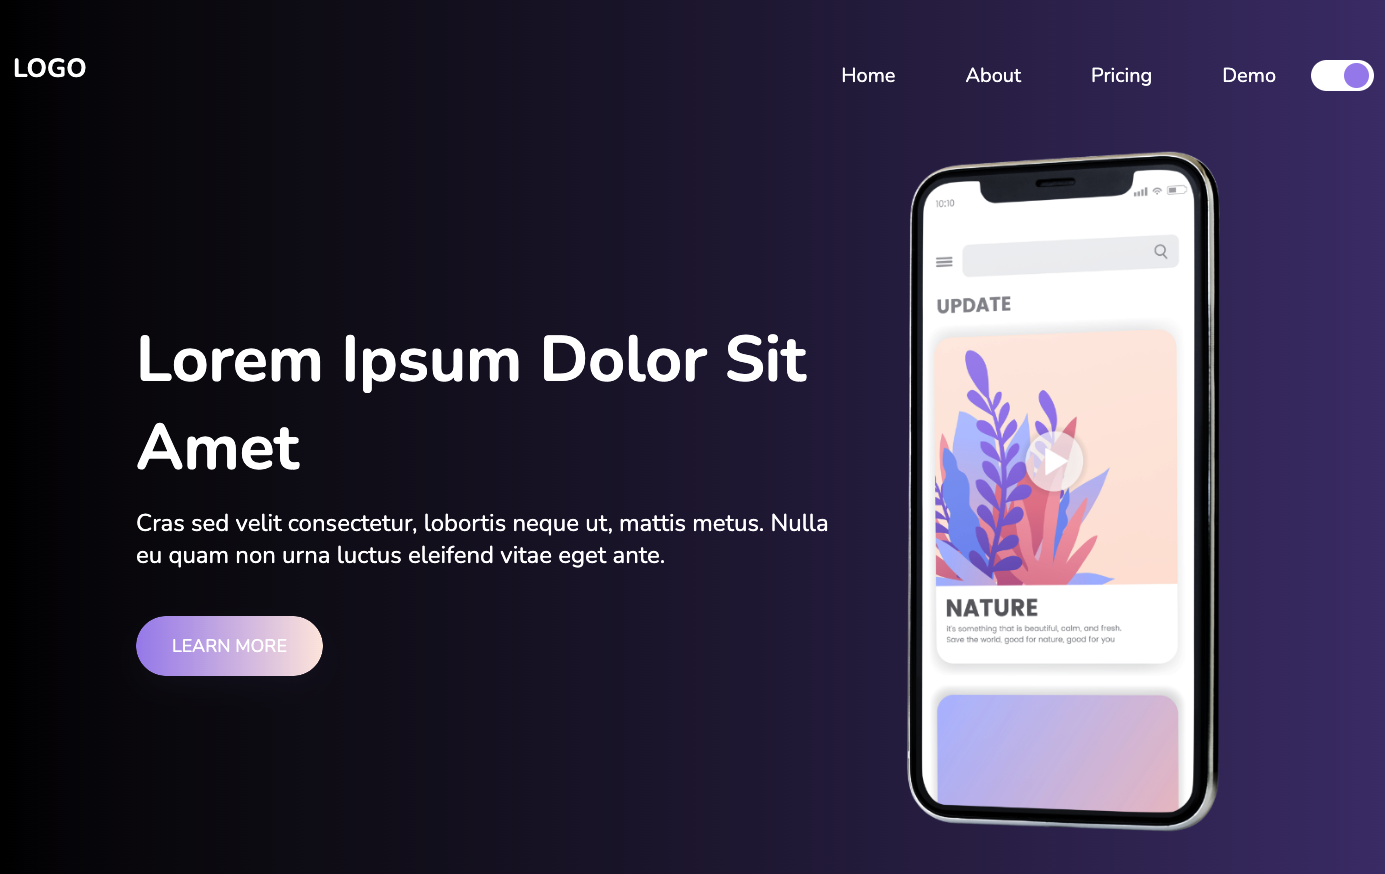 LOGO
Home
About
Pricing
Demo
10:10
UPDATE
Lorem Ipsum Dolor Sit
Amet
Cras sed velit consectetur, lobortis neque ut, mattis metus. Nulla
eu quam non urna luctus eleifend vitae eget ante.
LEARN MORE
NATURE
it's something that is beautiful, calm, and fresh.
Save the world, good for nature, good for you